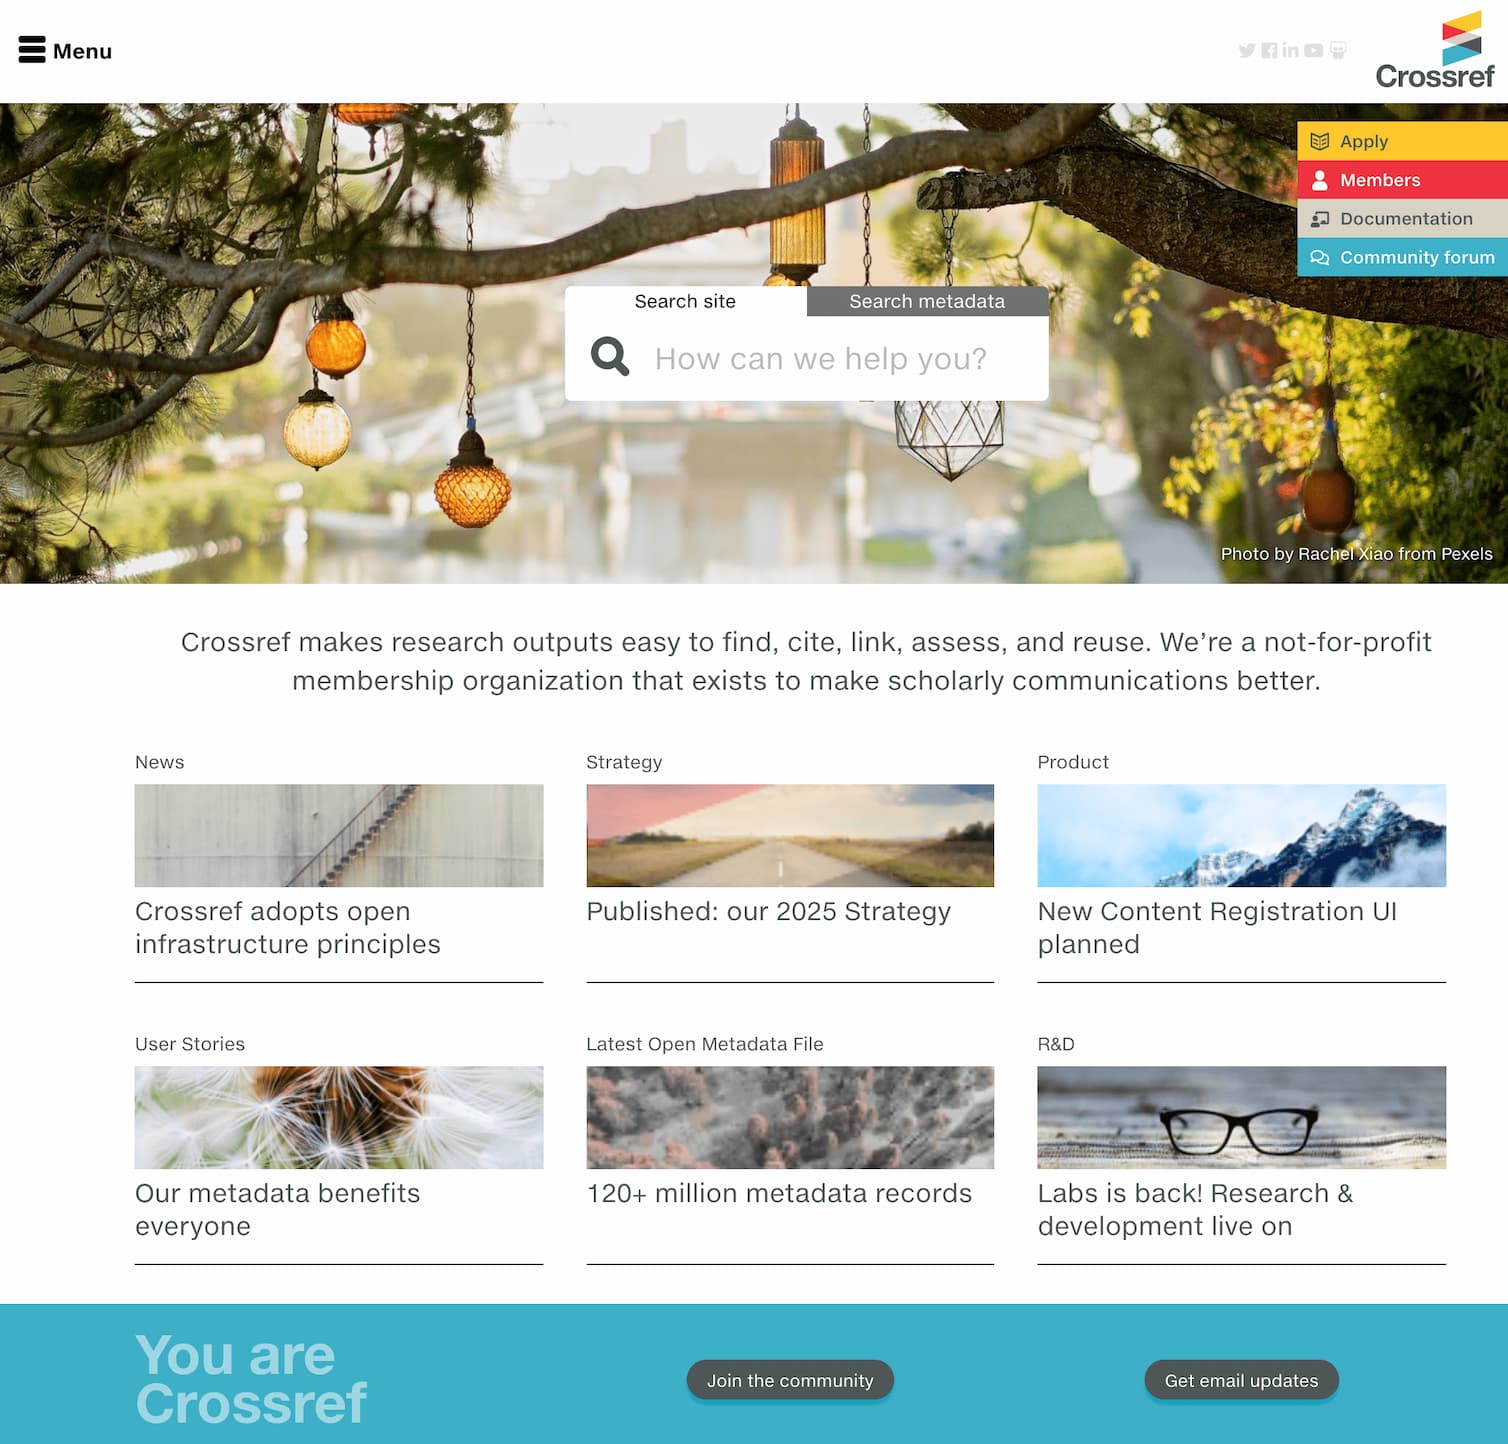 Menu
Crossref
Apply
Members
Documentation
Community forum
Search site
Search metadata
How can we help you?
Photo by Rachel Xiao from Pexels
Crossref makes research outputs easy to find, cite, link, assess, and reuse. We’re a not-for-profit
membership organization that exists to make scholarly communications better.
News
Crossref adopts open
infrastructure principles
Strategy
Published: our 2025 Strategy
Product
New Content Registration UI
planned
User Stories
Our metadata benefits
everyone
Latest Open Metadata File
120+ million metadata records
R&D
Labs is back! Research &
development live on
You are
Crossref
Join the community
Get email updates